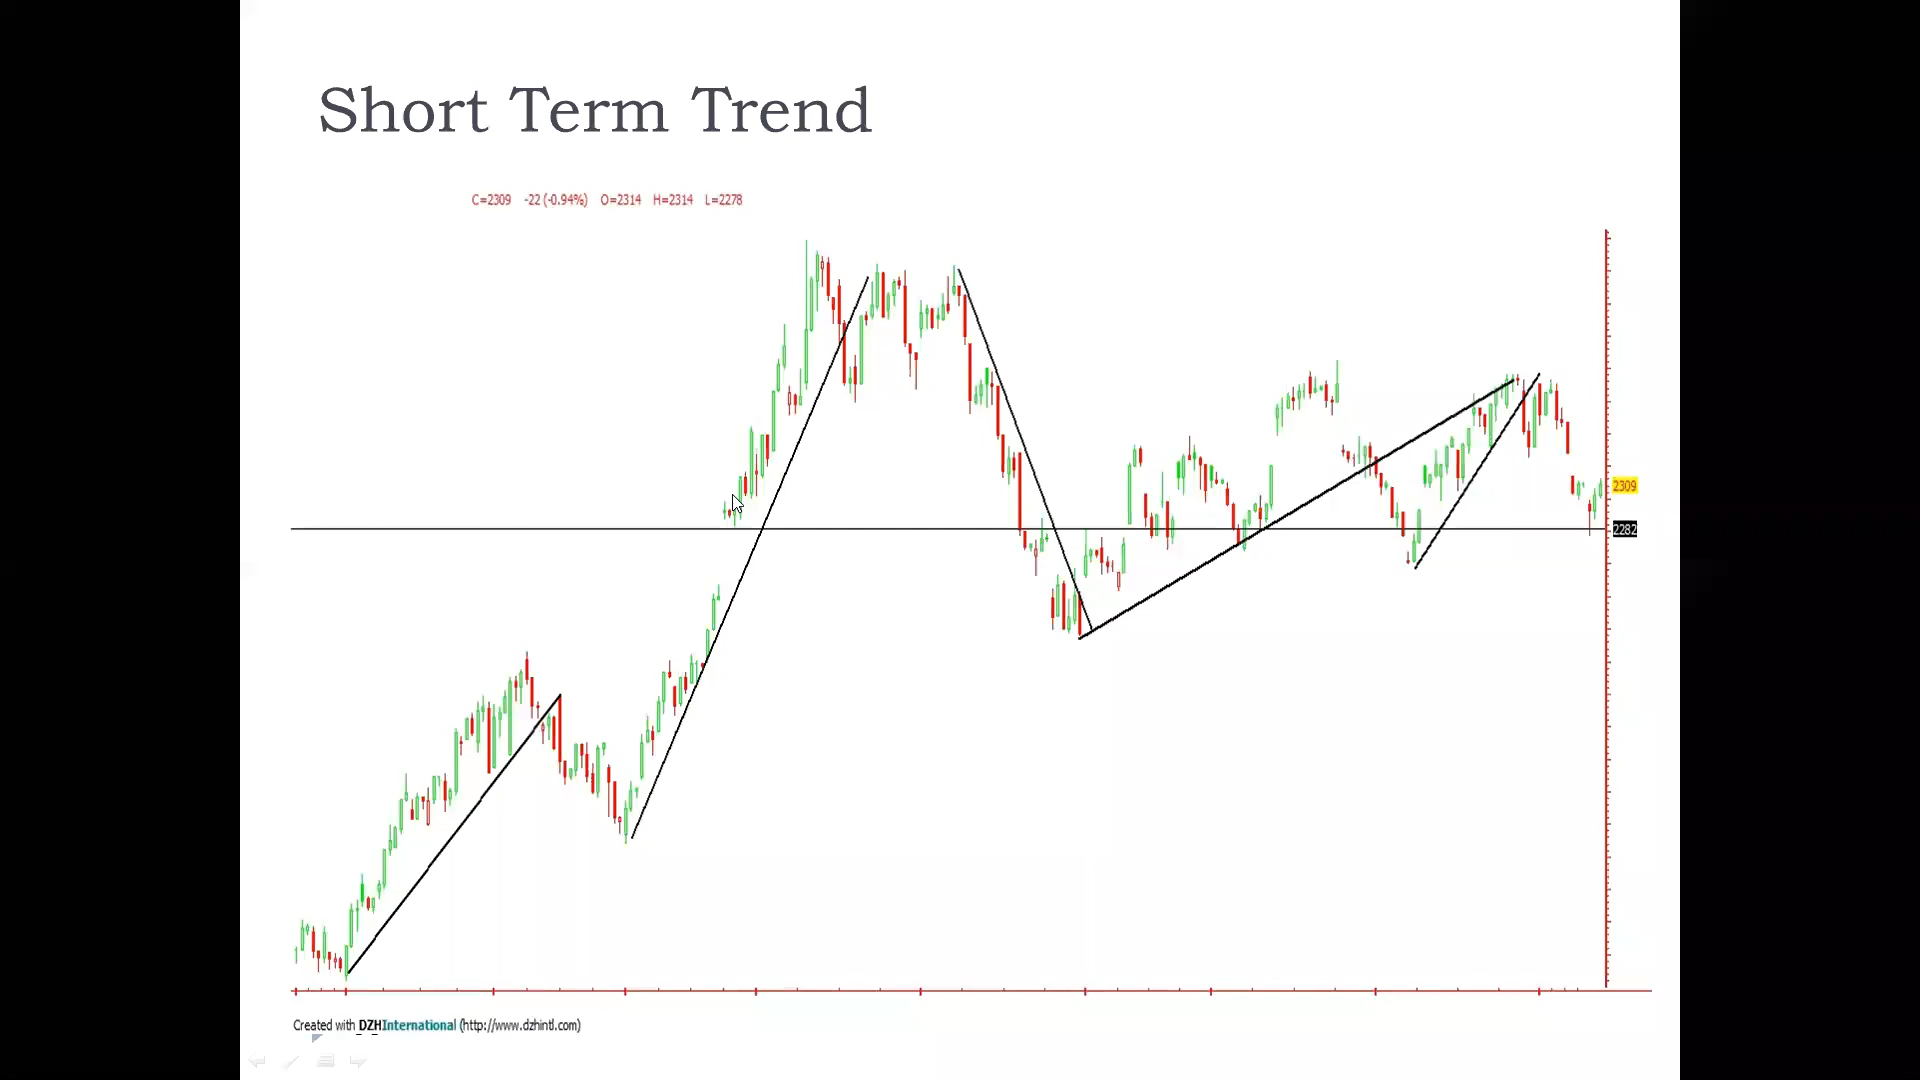 Short Term Trend
C=2309 -22 (-0.94%) O=2314 H=2314 L=2278
2309
2282
Created with DZHInternational (http://www.dzhintl.com)